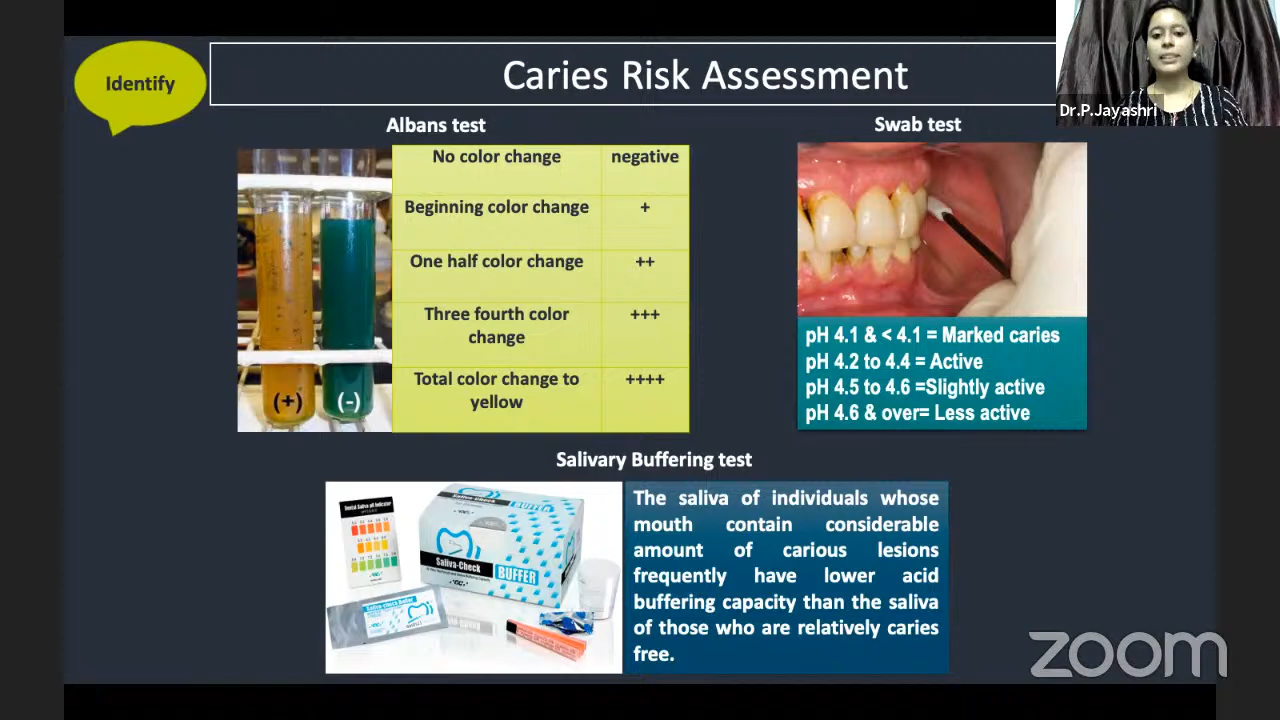 Identify
Caries Risk Assessment
Dr.P.Jayashri
Albans test
No color change negative
Beginning color change +
One half color change ++
Three fourth color
change +++
Total color change to
yellow ++++
(+) (-)
Swab test
pH 4.1 & < 4.1 = Marked caries
pH 4.2 to 4.4 = Active
pH 4.5 to 4.6 =Slightly active
pH 4.6 & over= Less active
Salivary Buffering test
Saliva-Check
BUFFER
Saliva-Check
BUFFER
The saliva of individuals whose
mouth contain considerable
amount of carious lesions
frequently have lower acid
buffering capacity than the saliva
of those who are relatively caries
free.
zoom